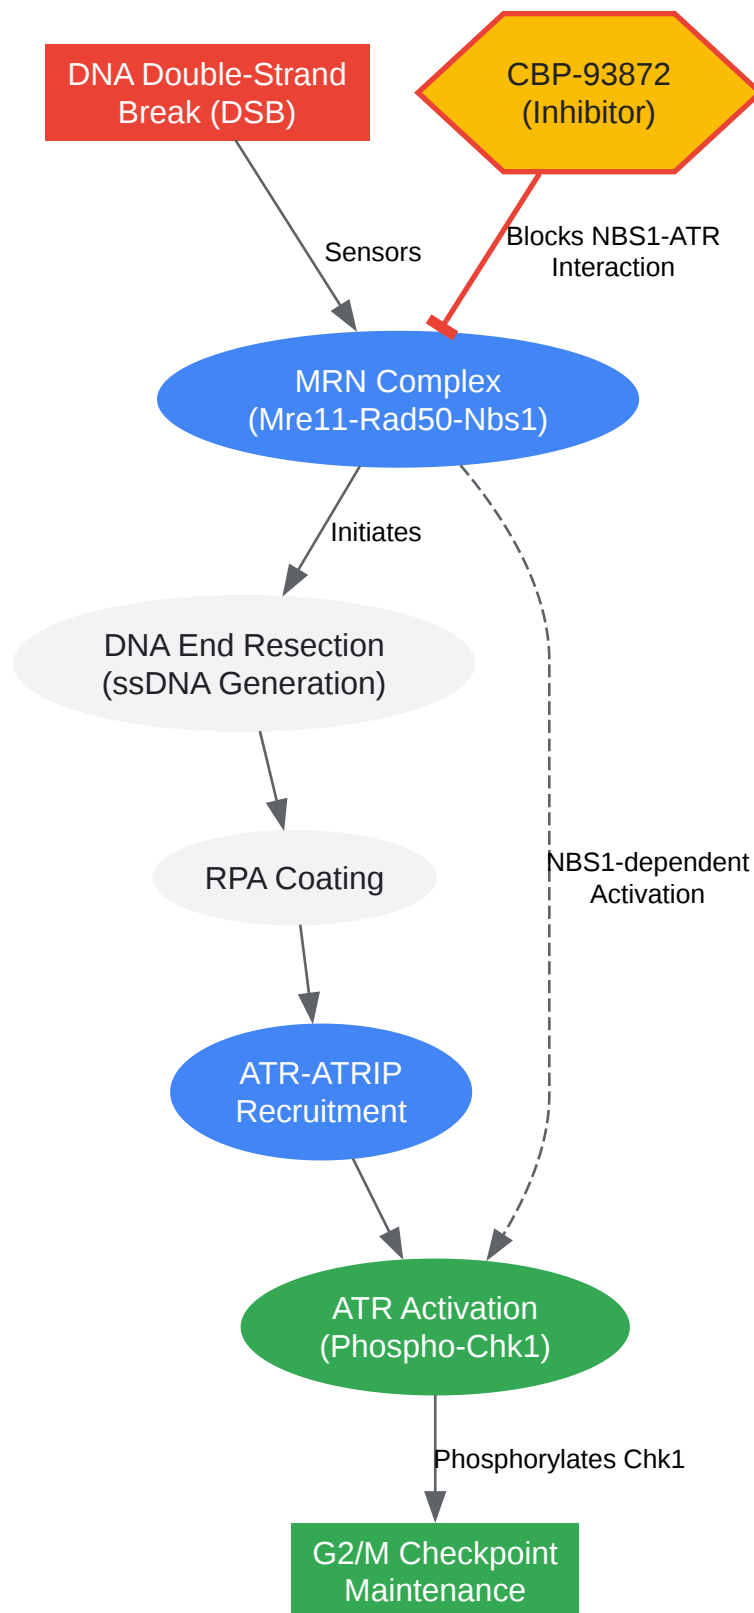 DNA Double-Strand
Break (DSB)
CBP-93872
(Inhibitor)
Sensors
Blocks NBS1-ATR
Interaction
MRN Complex
(Mre11-Rad50-Nbs1)
Initiates
DNA End Resection
(ssDNA Generation)
RPA Coating
NBS1-dependent
Activation
ATR-ATRIP
Recruitment
ATR Activation
(Phospho-Chk1)
Phosphorylates Chk1
G2/M Checkpoint
Maintenance